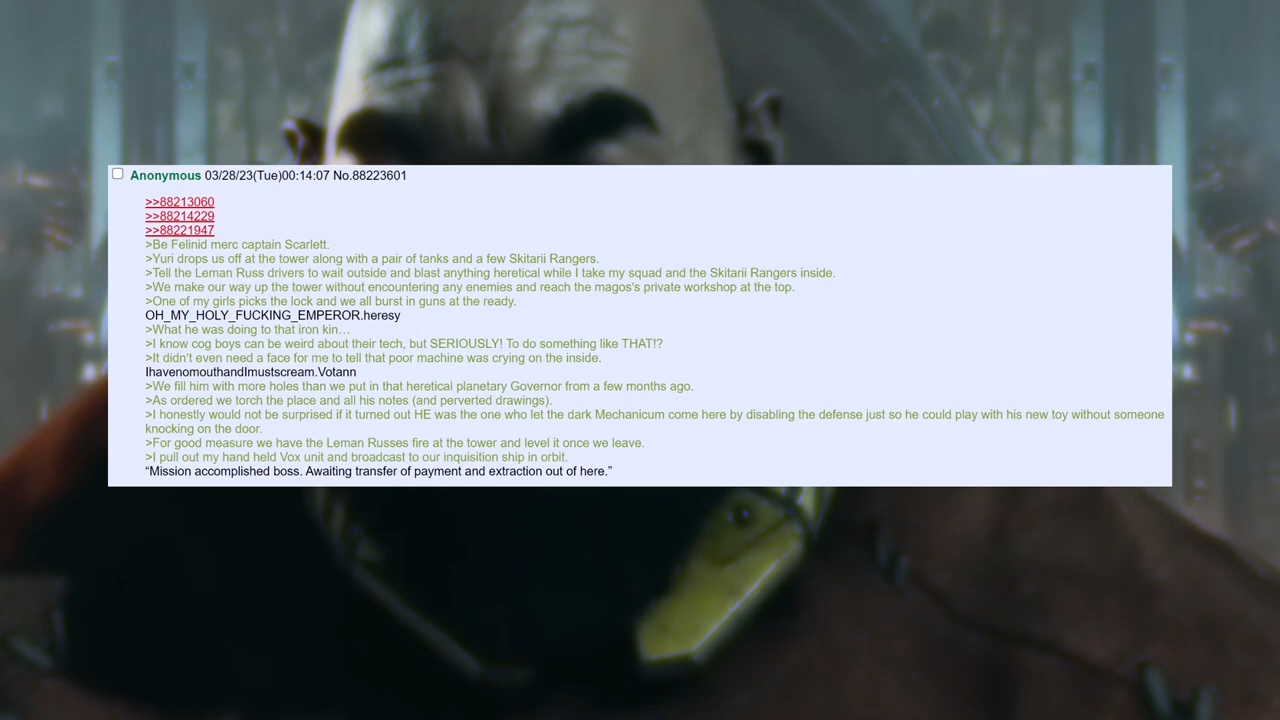 Anonymous 03/28/23(Tue)00:14:07 No.88223601
>>88213060
>>88214229
>>88221947
>Be Felinid merc captain Scarlett.
>Yuri drops us off at the tower along with a pair of tanks and a few Skitarii Rangers.
>Tell the Leman Russ drivers to wait outside and blast anything heretical while I take my squad and the Skitarii Rangers inside.
>We make our way up the tower without encountering any enemies and reach the magos's private workshop at the top.
>One of my girls picks the lock and we all burst in guns at the ready.
OH_MY_HOLY_FUCKING_EMPEROR.heresy
>What he was doing to that iron kin…
>I know cog boys can be weird about their tech, but SERIOUSLY! To do something like THAT!?
>It didn’t even need a face for me to tell that poor machine was crying on the inside.
IhavenomouthandImustscream.Votann
>We fill him with more holes than we put in that heretical planetary Governor from a few months ago.
>As ordered we torch the place and all his notes (and perverted drawings).
>I honestly would not be surprised if it turned out HE was the one who let the dark Mechanicum come here by disabling the defense just so he could play with his new toy without someone
knocking on the door.
>For good measure we have the Leman Russes fire at the tower and level it once we leave.
>I pull out my hand held Vox unit and broadcast to our inquisition ship in orbit.
“Mission accomplished boss. Awaiting transfer of payment and extraction out of here.”